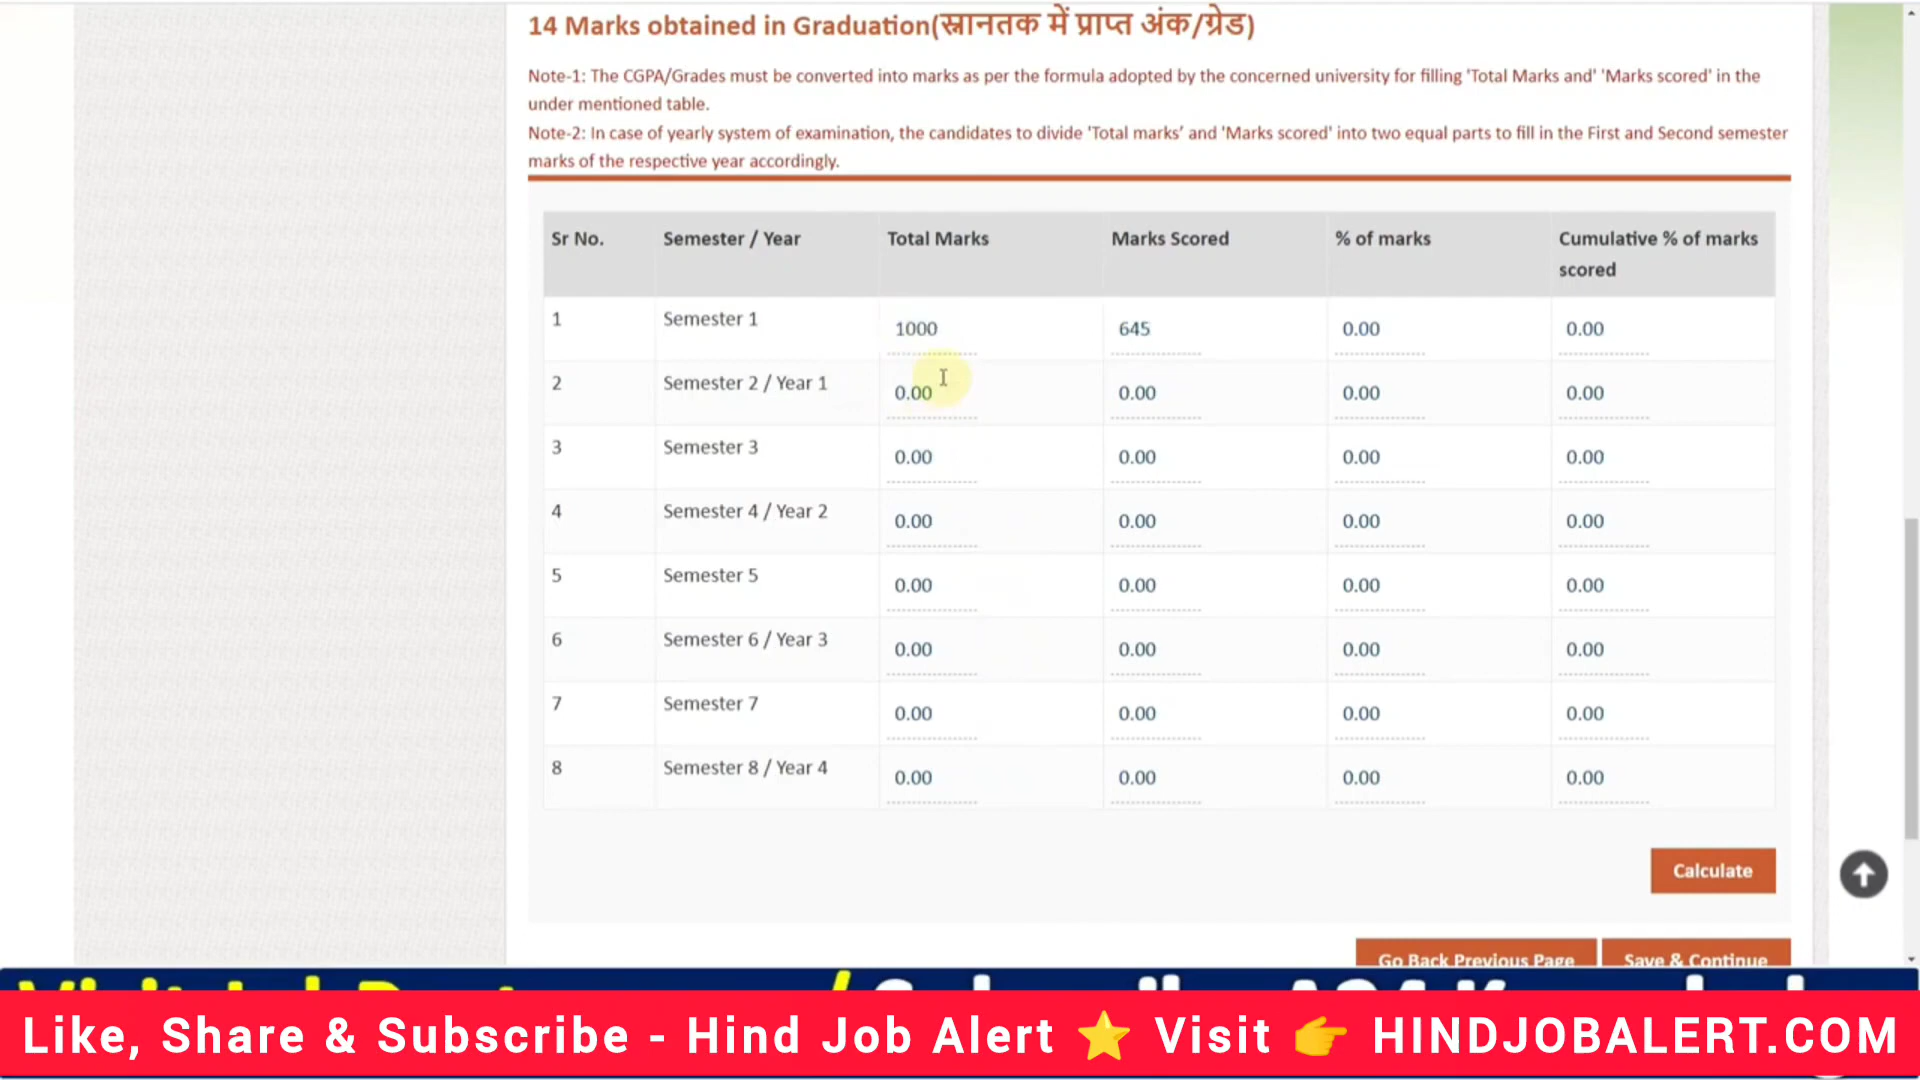 14 Marks obtained in Graduation(स्नानतक में प्राप्त अंक/ग्रेड)
Note-1: The CGPA/Grades must be converted into marks as per the formula adopted by the concerned university for filling 'Total Marks and' 'Marks scored' in the
under mentioned table.
Note-2: In case of yearly system of examination, the candidates to divide 'Total marks’ and 'Marks scored' into two equal parts to fill in the First and Second semester
marks of the respective year accordingly.
Sr No. Semester / Year Total Marks Marks Scored % of marks Cumulative % of marks
scored
1 Semester 1 1000 645 0.00 0.00
2 Semester 2 / Year 1 0.00 0.00 0.00 0.00
3 Semester 3 0.00 0.00 0.00 0.00
4 Semester 4 / Year 2 0.00 0.00 0.00 0.00
5 Semester 5 0.00 0.00 0.00 0.00
6 Semester 6 / Year 3 0.00 0.00 0.00 0.00
7 Semester 7 0.00 0.00 0.00 0.00
8 Semester 8 / Year 4 0.00 0.00 0.00 0.00
Calculate
Go Back Previous Page Save & Continue
Like, Share & Subscribe - Hind Job Alert ⭐ Visit 👉 HINDJOBALERT.COM